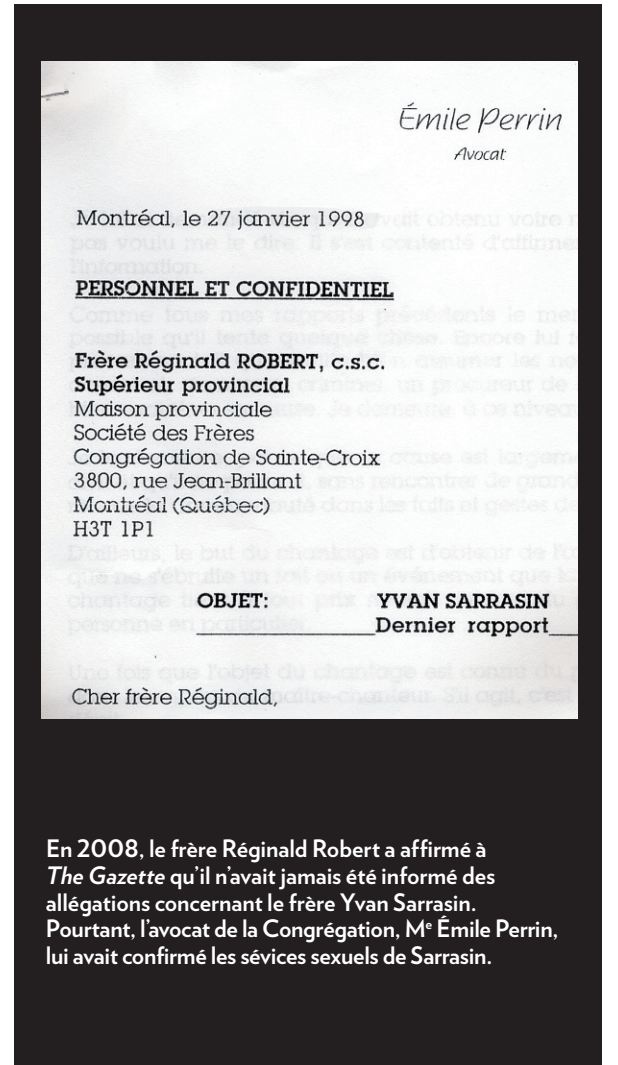 Émile Perrin
Avocat
Montréal, le 27 janvier 1998
PERSONNEL ET CONFIDENTIEL
Frère Réginald ROBERT, c.s.c.
Supérieur provincial
Maison provinciale
Société des Frères
Congrégation de Sainte-Croix
3800, rue Jean-Brillant
Montréal (Québec)
H3T 1P1
OBJET: YVAN SARRASIN
Dernier rapport
Cher frère Réginald,
En 2008, le frère Réginald Robert a affirmé à
The Gazette qu'il n'avait jamais été informé des
allégations concernant le frère Yvan Sarrasin.
Pourtant, l'avocat de la Congrégation, Me Émile Perrin,
lui avait confirmé les sévices sexuels de Sarrasin.